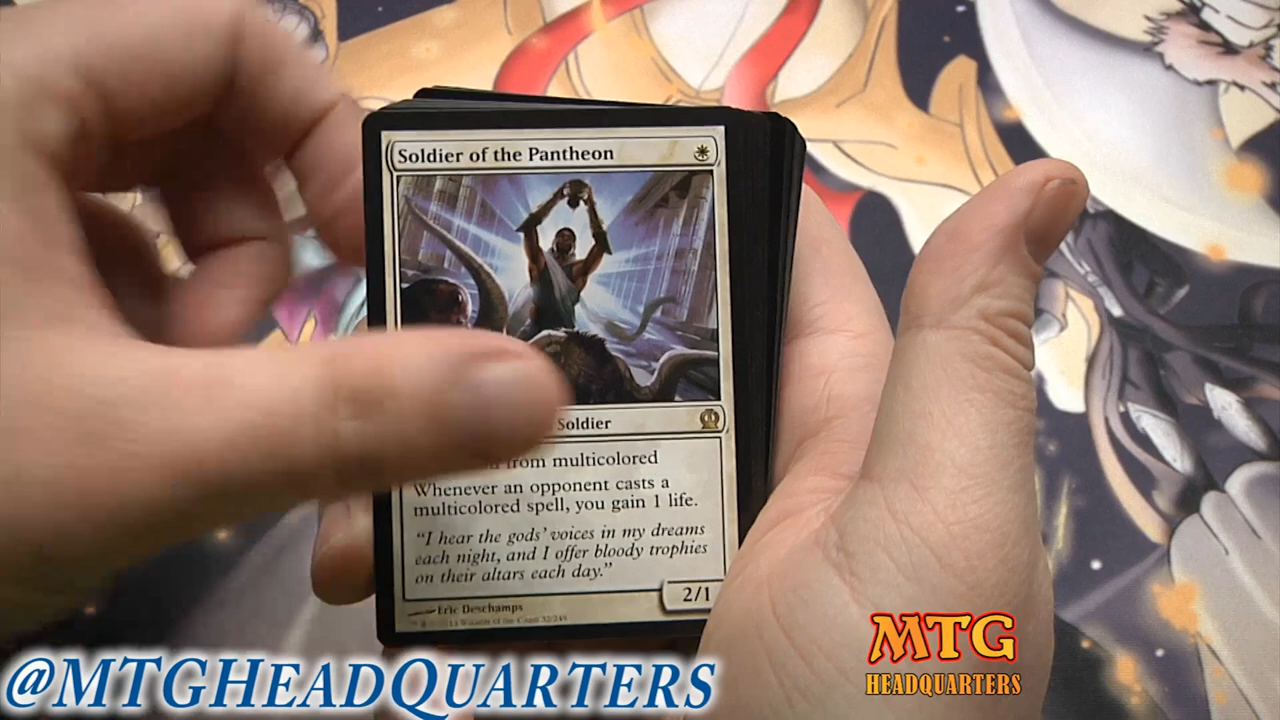 Soldier of the Pantheon
Soldier
from multicolored
Whenever an opponent casts a
multicolored spell, you gain 1 life.
"I hear the gods' voices in my dreams
each night, and I offer bloody trophies
on their altars each day."
2/1
Eric Deschamps
32/249
@MTGHEADQUARTERS
MTG
HEADQUARTERS